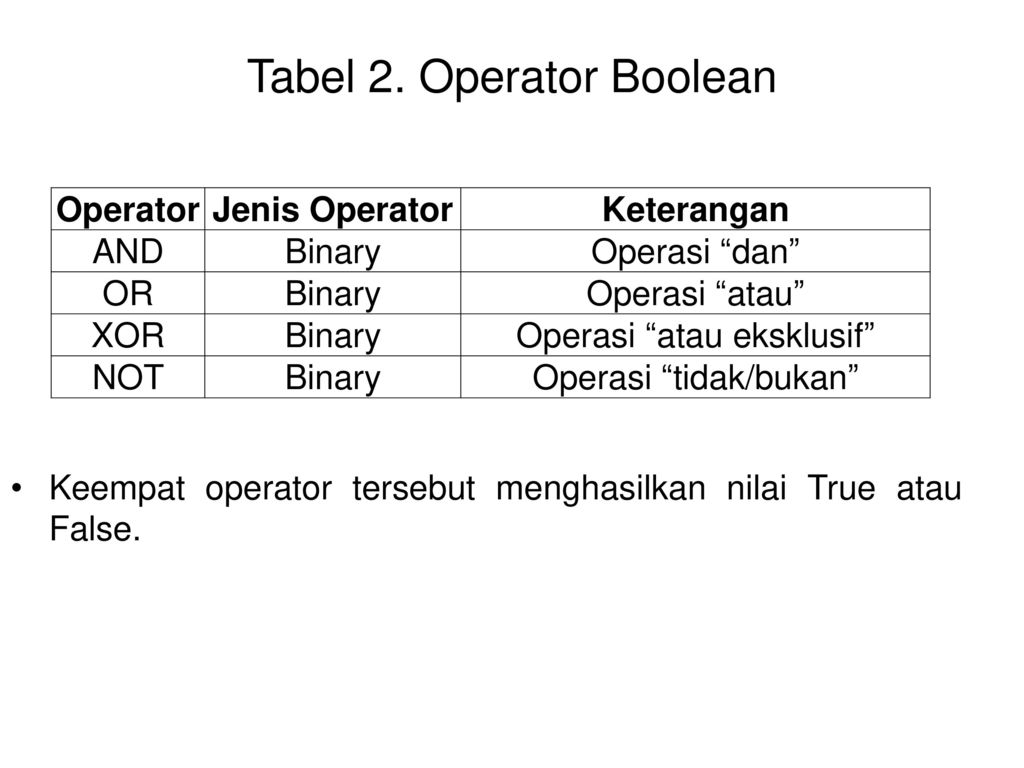 Tabel 2. Operator Boolean
Operator Jenis Operator Keterangan
AND Binary Operasi “dan”
OR Binary Operasi “atau”
XOR Binary Operasi “atau eksklusif”
NOT Binary Operasi “tidak/bukan”
• Keempat operator tersebut menghasilkan nilai True atau
False.